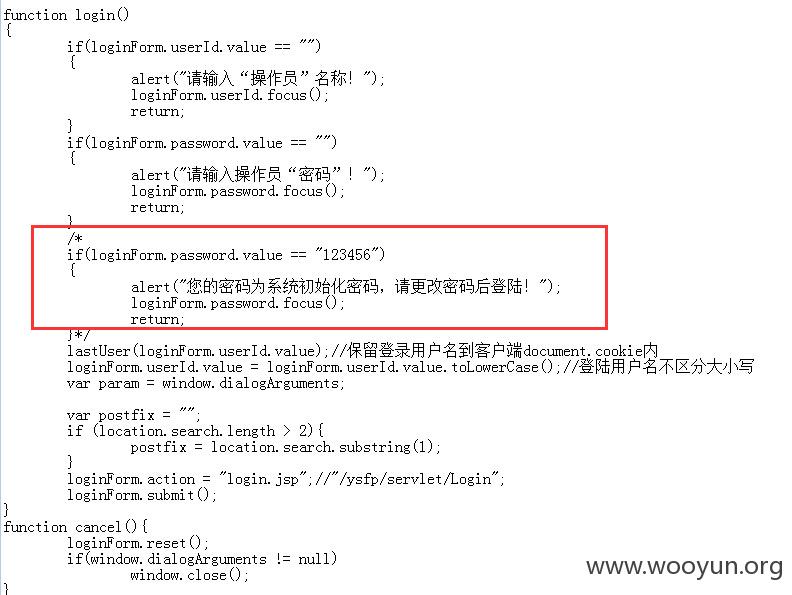 function login()
{
if(loginForm.userId.value == "")
{
alert("请输入“操作员”名称！");
loginForm.userId.focus();
return;
}
if(loginForm.password.value == "")
{
alert("请输入操作员“密码”！");
loginForm.password.focus();
return;
}
/*
if(loginForm.password.value == "123456")
{
alert("您的密码为系统初始化密码，请更改密码后登陆！");
loginForm.password.focus();
return;
}*/
lastUser(loginForm.userId.value);//保留登录用户名到客户端document.cookie内
loginForm.userId.value = loginForm.userId.value.toLowerCase();//登陆用户名不区分大小写
var param = window.dialogArguments;
var postfix = "";
if (location.search.length > 2){
postfix = location.search.substring(1);
}
loginForm.action = "login.jsp";//"/ysfp/servlet/Login";
loginForm.submit();
}
function cancel(){
loginForm.reset();
if(window.dialogArguments != null)
window.close();
}
www.wooyun.org